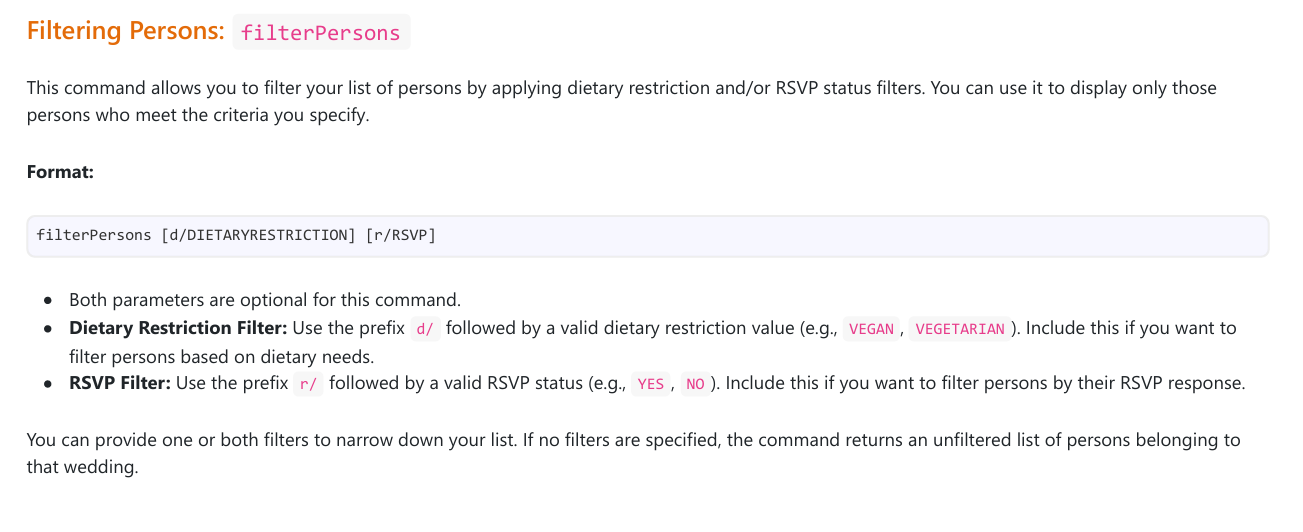 Filtering Persons: filterPersons
This command allows you to filter your list of persons by applying dietary restriction and/or RSVP status filters. You can use it to display only those
persons who meet the criteria you specify.
Format:
filterPersons [d/DIETARYRESTRICTION] [r/RSVP]
• Both parameters are optional for this command.
• Dietary Restriction Filter: Use the prefix d/ followed by a valid dietary restriction value (e.g., VEGAN, VEGETARIAN). Include this if you want to
filter persons based on dietary needs.
• RSVP Filter: Use the prefix r/ followed by a valid RSVP status (e.g., YES, NO). Include this if you want to filter persons by their RSVP response.
You can provide one or both filters to narrow down your list. If no filters are specified, the command returns an unfiltered list of persons belonging to
that wedding.